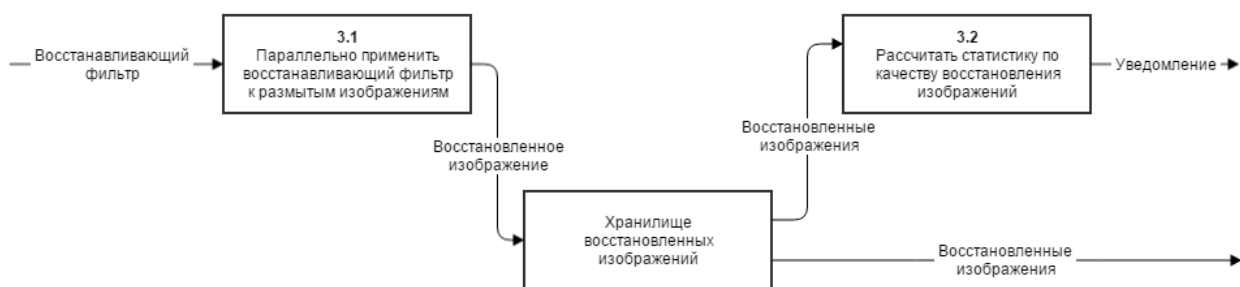 Восстанавливающий
фильтр
3.1
Параллельно применить
восстанавливающий фильтр
к размытым изображениям
Восстановленное
изображение
Хранилище
восстановленных
изображений
Восстановленные
изображения
3.2
Рассчитать статистику по
качеству восстановления
изображений
Уведомление
Восстановленные
изображения